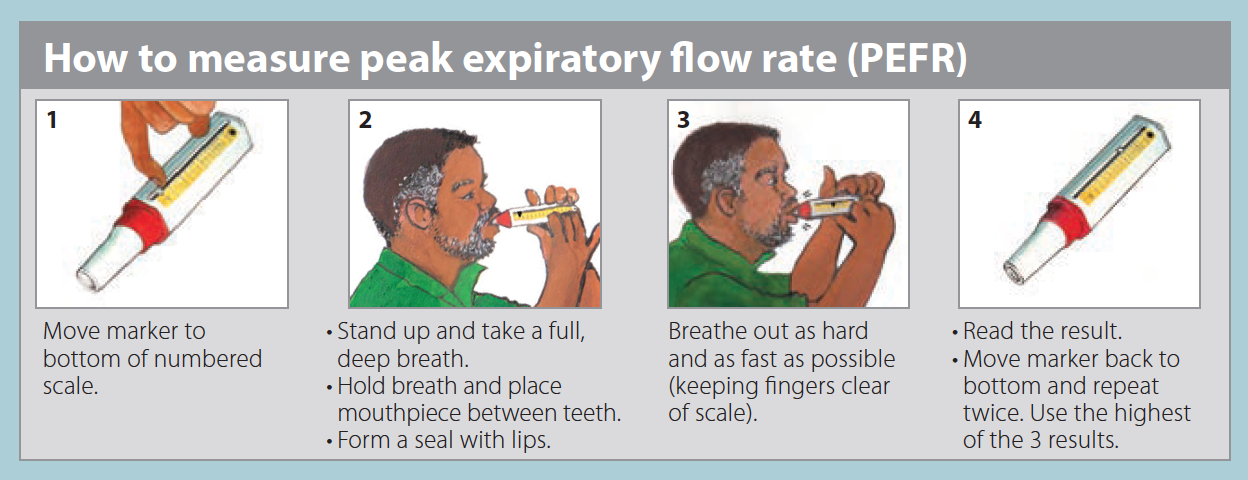 How to measure peak expiratory flow rate (PEFR)
1
Move marker to
bottom of numbered
scale.
2
• Stand up and take a full,
deep breath.
• Hold breath and place
mouthpiece between teeth.
• Form a seal with lips.
3
Breathe out as hard
and as fast as possible
(keeping fingers clear
of scale).
4
• Read the result.
• Move marker back to
bottom and repeat
twice. Use the highest
of the 3 results.